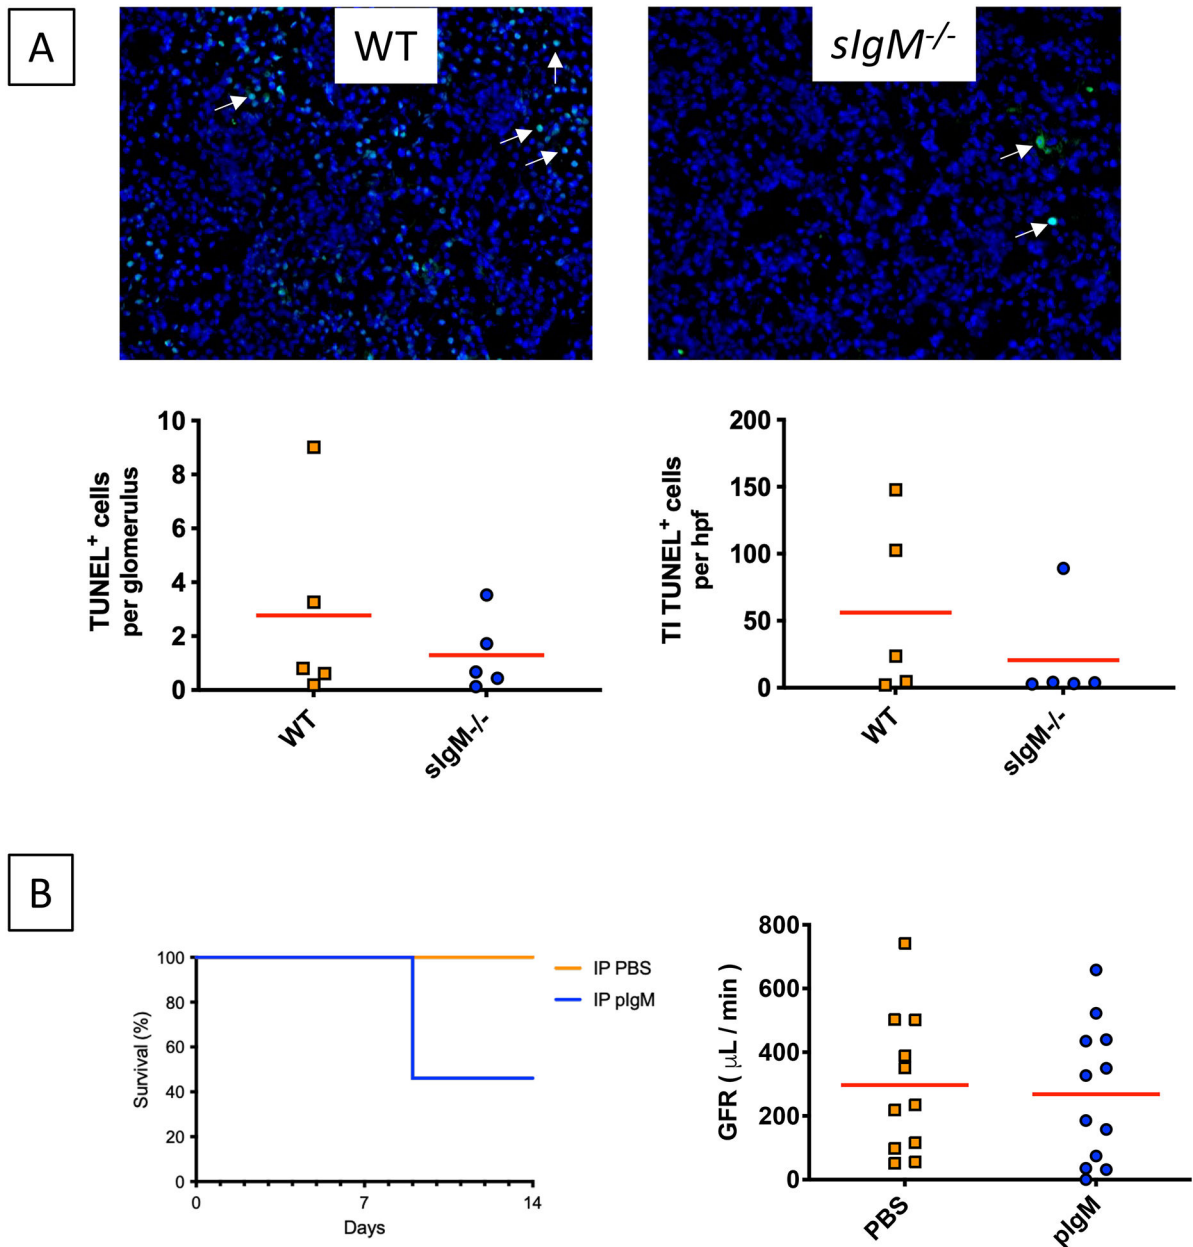 A
WT
sIgM-/-
10
8
6
4
2
0
TUNEL+ cells
per glomerulus
WT
sIgM-/-
200
150
100
50
0
TI TUNEL+ cells
per hpf
WT
sIgM-/-
B
100
80
60
40
20
0
Survival (%)
0 7 14
Days
IP PBS
IP pIgM
800
600
400
200
0
GFR ( µL / min )
PBS
pIgM